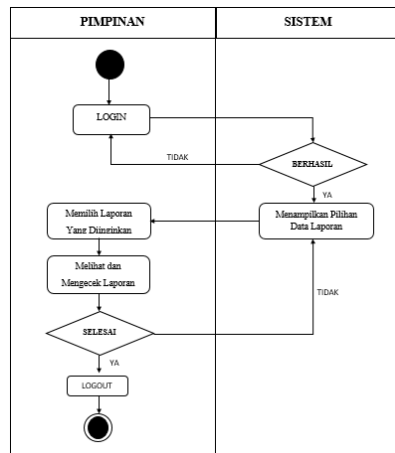 PIMPINAN
SISTEM
LOGIN
TIDAK
BERHASIL
YA
Memilih Laporan
Yang Diinginkan
Menampilkan Pilihan
Data Laporan
Melihat dan
Mengecek Laporan
TIDAK
SELESAI
YA
LOGOUT